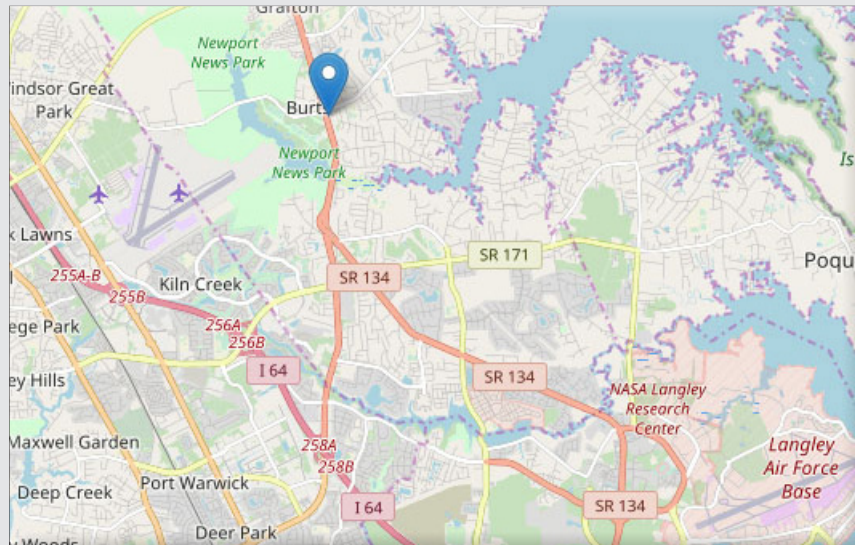 Grafton
Newport
News Park
indsor Great
Park
Burts
Newport
News Park
k Lawns
SR 171
Is
Poqu
255A-B
255B
Kiln Creek
SR 134
256A
256B
ege Park
I 64
ey Hills
SR 134
NASA Langley
Research
Center
Maxwell Garden
258A
258B
Langley
Air Force
Base
Deep Creek
Port Warwick
I 64
SR 134
Deer Park
y Woods